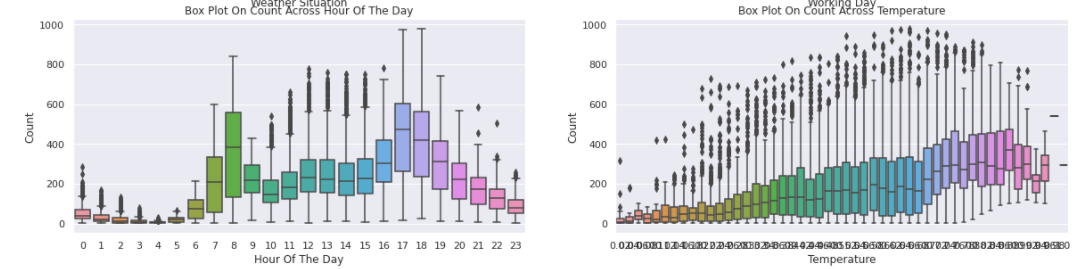 Weather Situation
Box Plot On Count Across Hour Of The Day
1000
800
600
400
200
0
Count
0 1 2 3 4 5 6 7 8 9 10 11 12 13 14 15 16 17 18 19 20 21 22 23
Hour Of The Day
Working Day
Box Plot On Count Across Temperature
1000
800
600
400
200
0
Count
Temperature